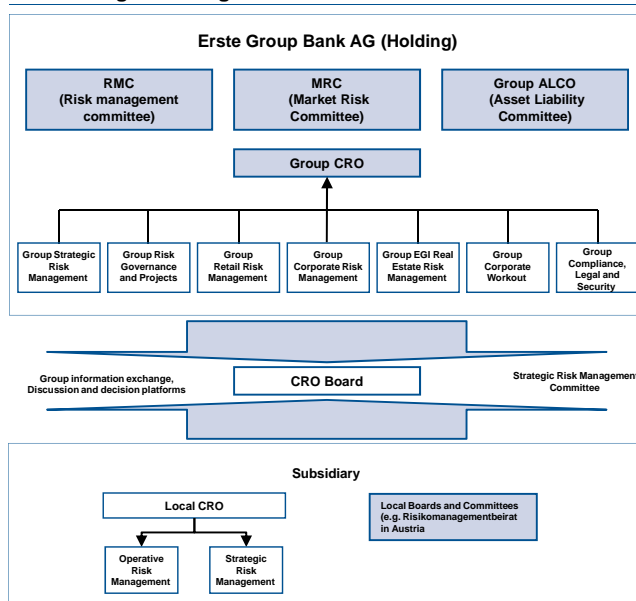 Erste Group Bank AG (Holding)
RMC
(Risk management
committee)
MRC
(Market Risk
Committee)
Group ALCO
(Asset Liability
Committee)
Group CRO
Group Strategic
Risk
Management
Group Risk
Governance
and Projects
Group
Retail Risk
Management
Group
Corporate Risk
Management
Group EGI Real
Estate Risk
Management
Group
Corporate
Workout
Group
Compliance,
Legal and
Security
Group information exchange,
Discussion and decision platforms
CRO Board
Strategic Risk Management
Committee
Subsidiary
Local CRO
Operative
Risk
Management
Strategic
Risk
Management
Local Boards and Committees
(e.g. Risikomanagementbeirat
in Austria